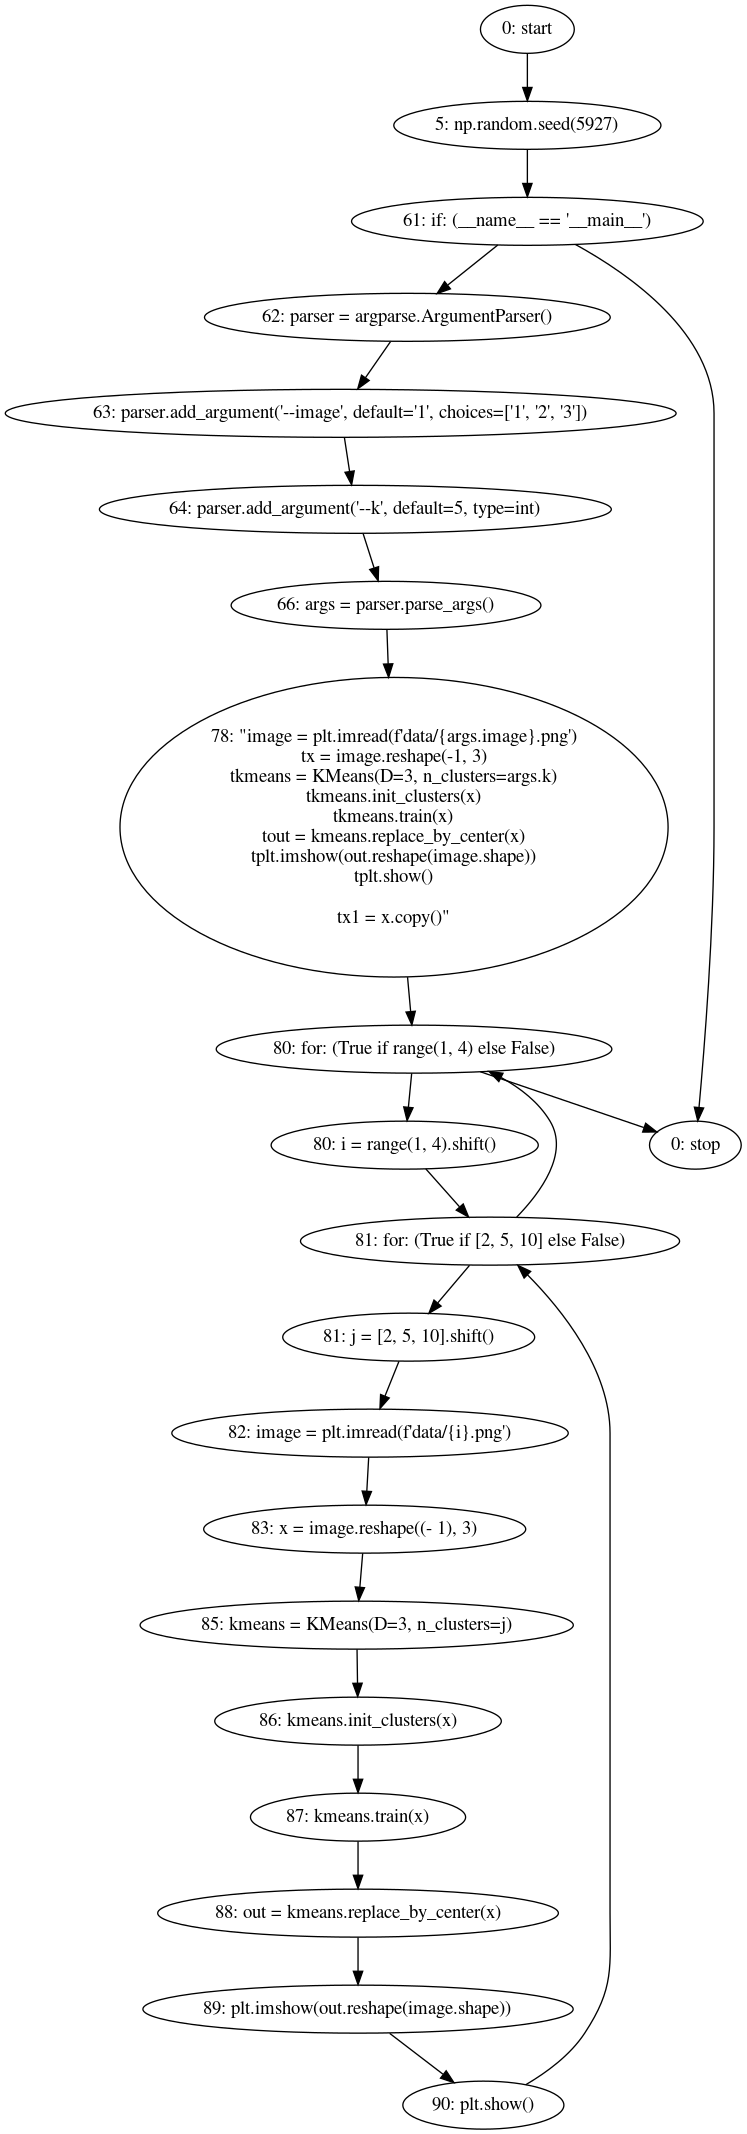 0: start
5: np.random.seed(5927)
61: if: (__name__ == '__main__')
62: parser = argparse.ArgumentParser()
63: parser.add_argument('--image', default='1', choices=['1', '2', '3'])
64: parser.add_argument('--k', default=5, type=int)
66: args = parser.parse_args()
78: "image = plt.imread(f'data/{args.image}.png')
tx = image.reshape(-1, 3)
tkmeans = KMeans(D=3, n_clusters=args.k)
tkmeans.init_clusters(x)
tkmeans.train(x)
tout = kmeans.replace_by_center(x)
tplt.imshow(out.reshape(image.shape))
tplt.show()
tx1 = x.copy()"
80: for: (True if range(1, 4) else False)
80: i = range(1, 4).shift()
0: stop
81: for: (True if [2, 5, 10] else False)
81: j = [2, 5, 10].shift()
82: image = plt.imread(f'data/{i}.png')
83: x = image.reshape((- 1), 3)
85: kmeans = KMeans(D=3, n_clusters=j)
86: kmeans.init_clusters(x)
87: kmeans.train(x)
88: out = kmeans.replace_by_center(x)
89: plt.imshow(out.reshape(image.shape))
90: plt.show()